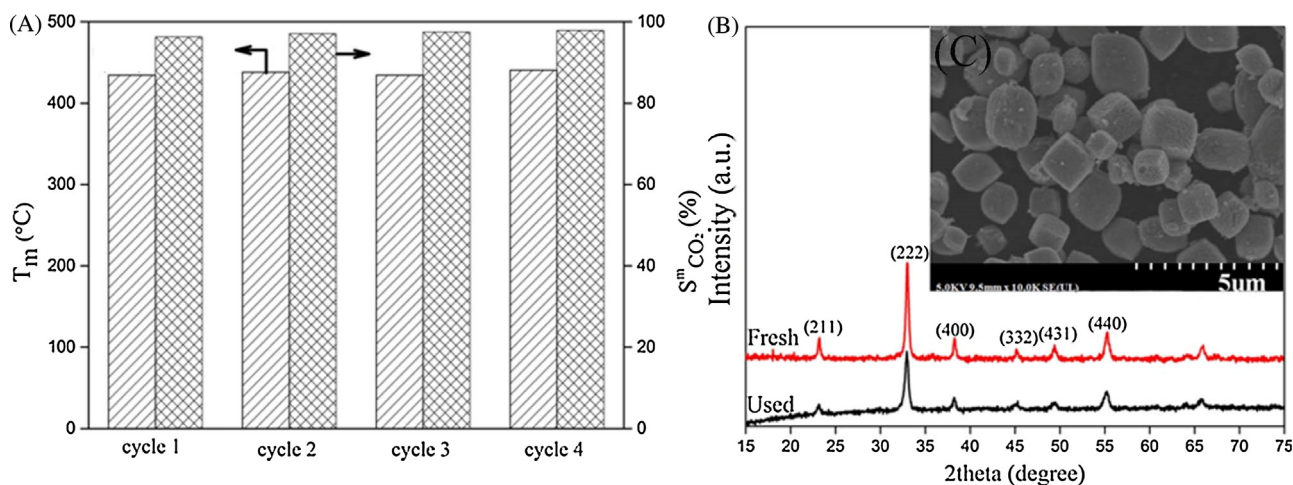 (A)
500
400
300
200
100
0
Tm (°C)
100
80
60
40
20
0
S^m CO₂ (%)
cycle 1
cycle 2
cycle 3
cycle 4
(B)
Intensity (a.u.)
(C)
5.0KV 9.5mm x 10.0K SE(UL)
5um
(222)
(211)
(400)
(332)
(431)
(440)
Fresh
Used
15 20 25 30 35 40 45 50 55 60 65 70 75
2theta (degree)